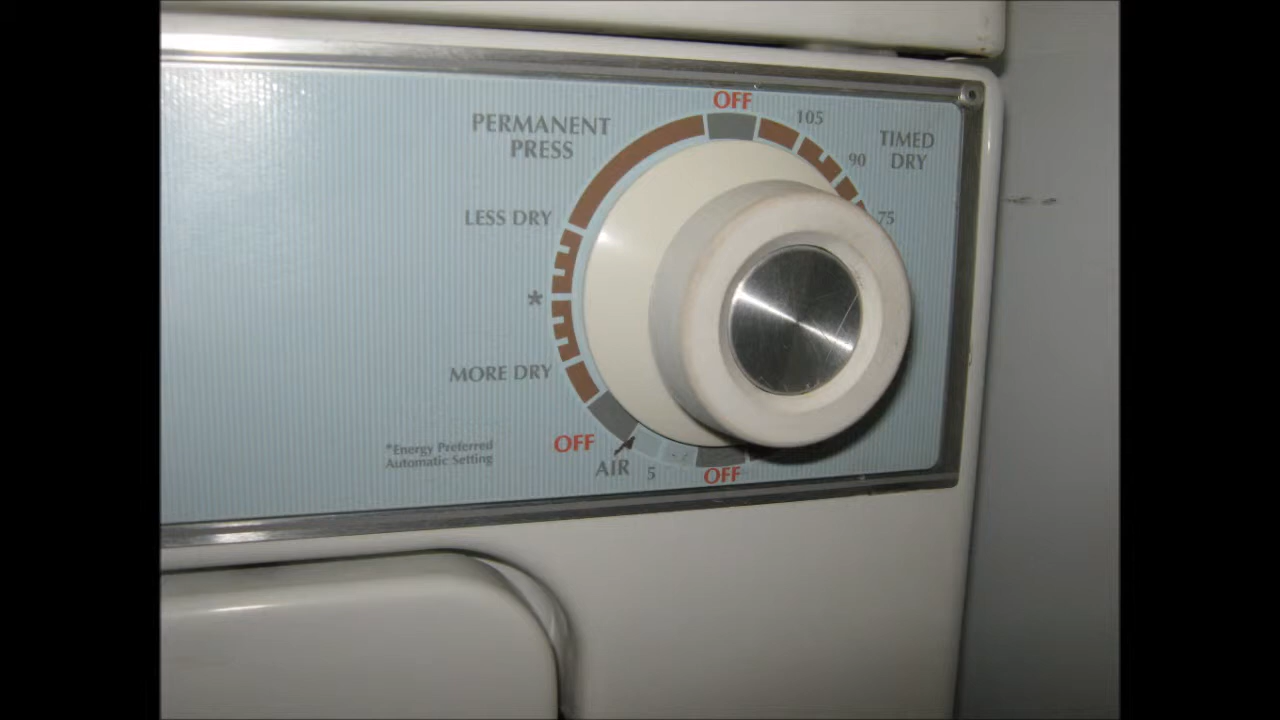 OFF
105
PERMANENT
PRESS
TIMED
DRY
90
LESS DRY
75
*
MORE DRY
*Energy Preferred
Automatic Setting
OFF
AIR
5
OFF